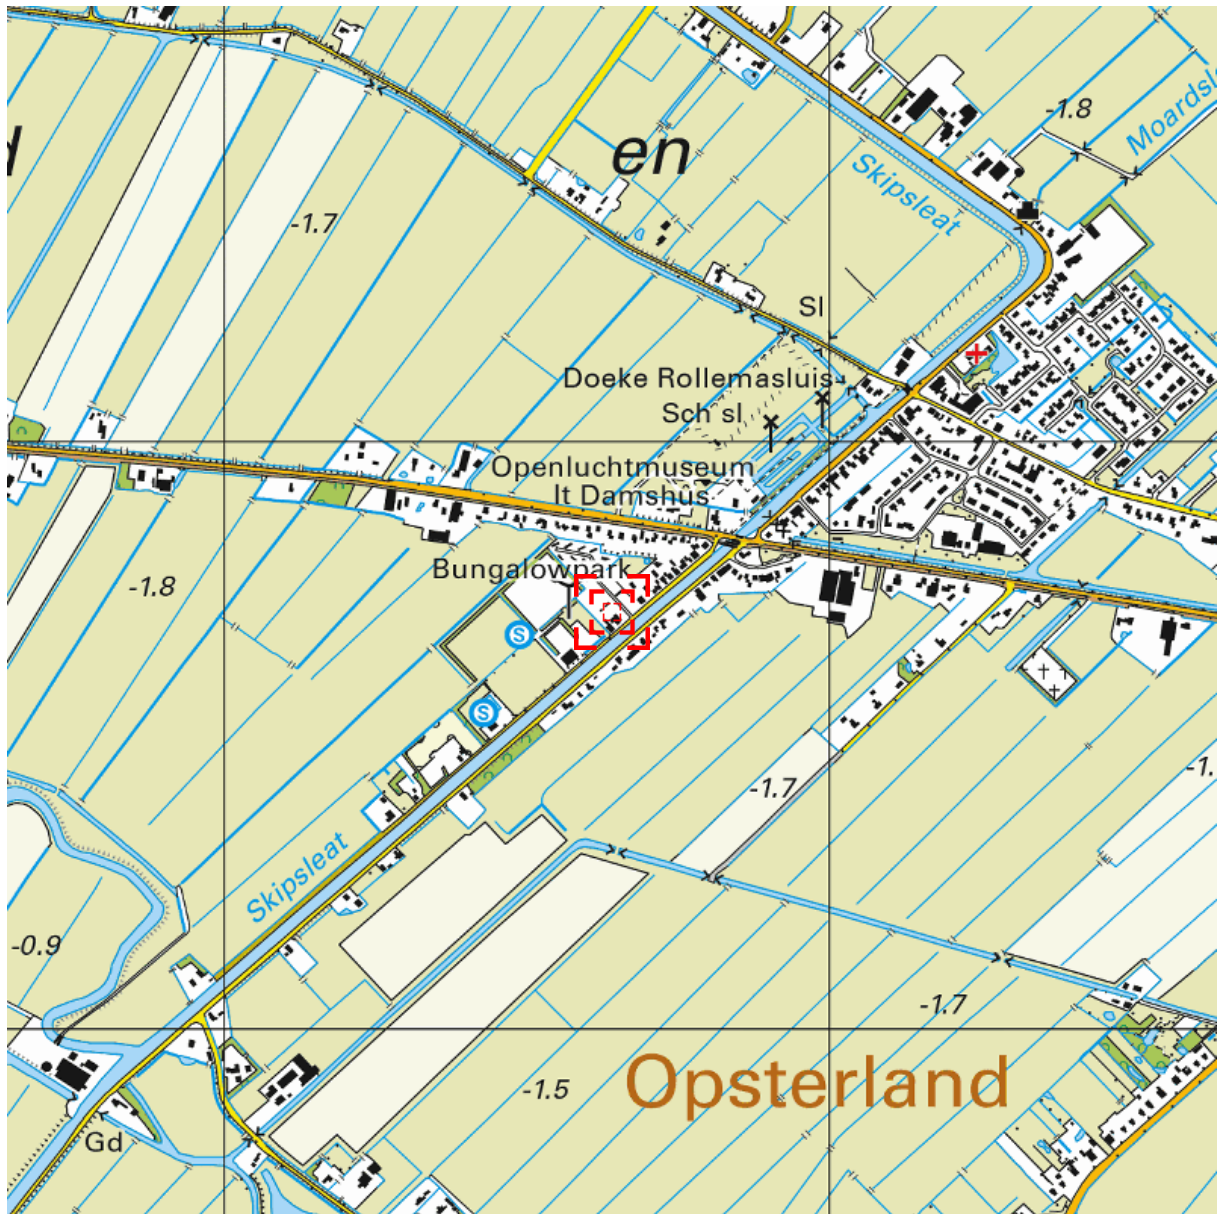 -1.8
Moardsl
en
d
Skipsleat
-1.7
Sl
Doeke Rollemasluis
Sch sl
Openluchtmuseum
It Damshûs
-1.8
Bungalowpark
S
S
-1.7
-1.
Skipsleat
-0.9
-1.7
Opsterland
-1.5
Gd